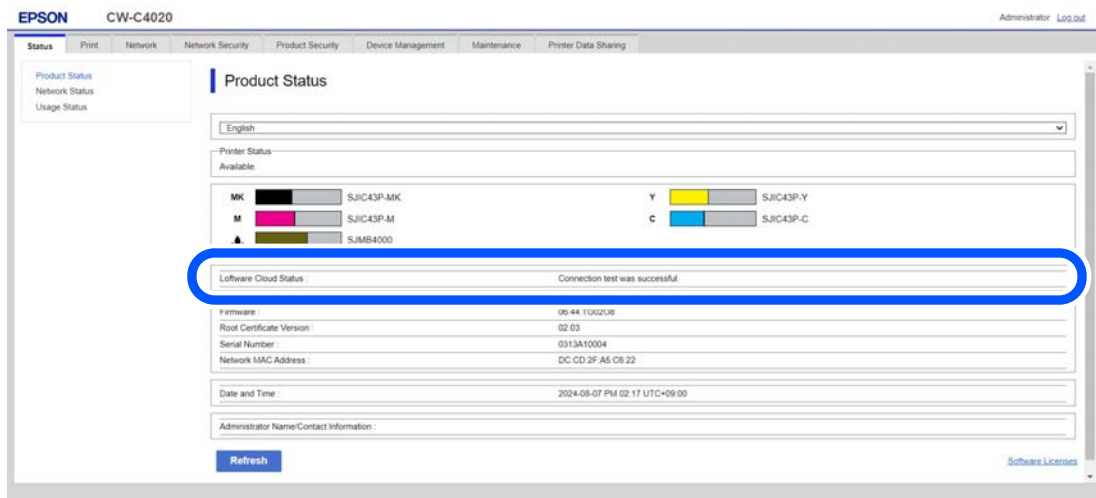 EPSON CW-C4020 Administrator Log out
Status Print Network Network Security Product Security Device Management Maintenance Printer Data Sharing
Product Status
Network Status
Usage Status
Product Status
English
Printer Status
Available.
MK SJIC43P-MK Y SJIC43P-Y
M SJIC43P-M C SJIC43P-C
SJMB4000
Loftware Cloud Status : Connection test was successful.
Firmware :
Root Certificate Version : 02.03
Serial Number : 0313A10004
Network MAC Address : DC:CD:2F:A5:C6:22
Date and Time : 2024-08-07 PM 02:17 UTC+09:00
Administrator Name/Contact Information :
Refresh Software Licenses